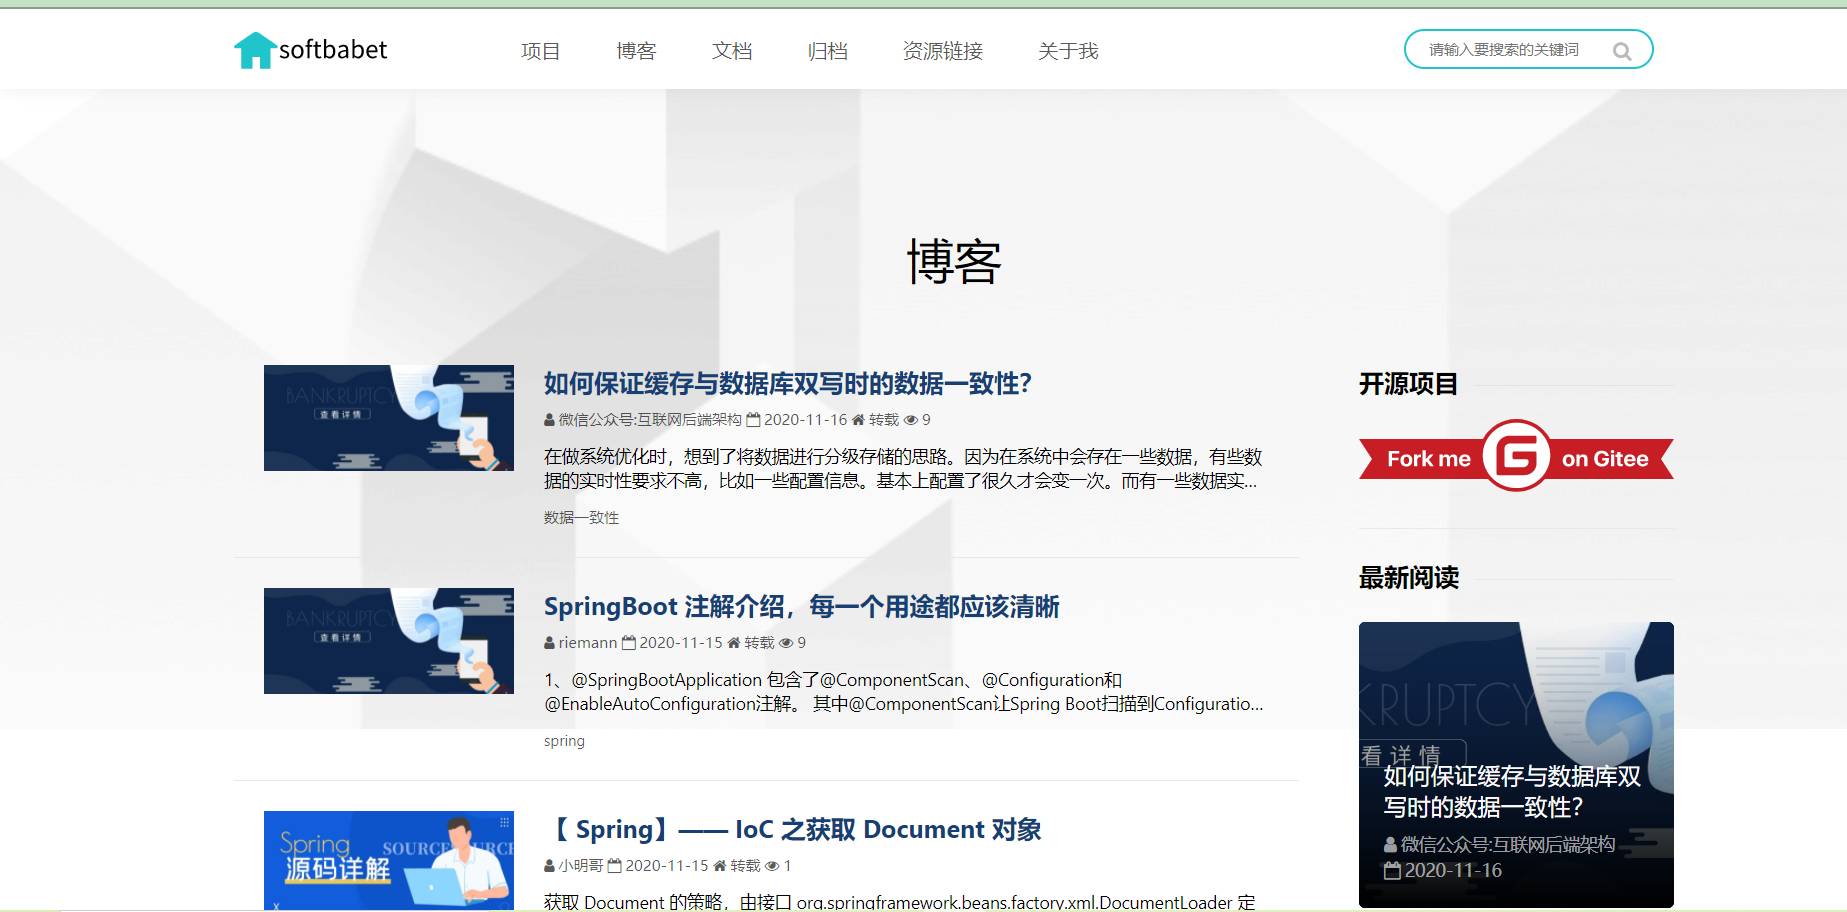 softbabet
项目 博客 文档 归档 资源链接 关于我
请输入要搜索的关键词
博客
BANKRUPTCY
查看详情
如何保证缓存与数据库双写时的数据一致性？
微信公众号:互联网后端架构 2020-11-16 转载 9
在做系统优化时，想到了将数据进行分级存储的思路。因为在系统中会存在一些数据，有些数
据的实时性要求不高，比如一些配置信息。基本上配置了很久才会变一次。而有一些数据实...
数据一致性
BANKRUPTCY
查看详情
SpringBoot 注解介绍，每一个用途都应该清晰
riemann 2020-11-15 转载 9
1、@SpringBootApplication 包含了@ComponentScan、@Configuration和
@EnableAutoConfiguration注解。 其中@ComponentScan让Spring Boot扫描到Configuratio...
spring
Spring
源码详解
SOURCE
【 Spring】—— IoC 之获取 Document 对象
小明哥 2020-11-15 转载 1
获取 Document 的策略，由接口 org.springframework.beans.factory.xml.DocumentLoader 定
开源项目
Fork me G on Gitee
最新阅读
KRUPTCY
看详情
如何保证缓存与数据库双
写时的数据一致性？
微信公众号:互联网后端架构
2020-11-16